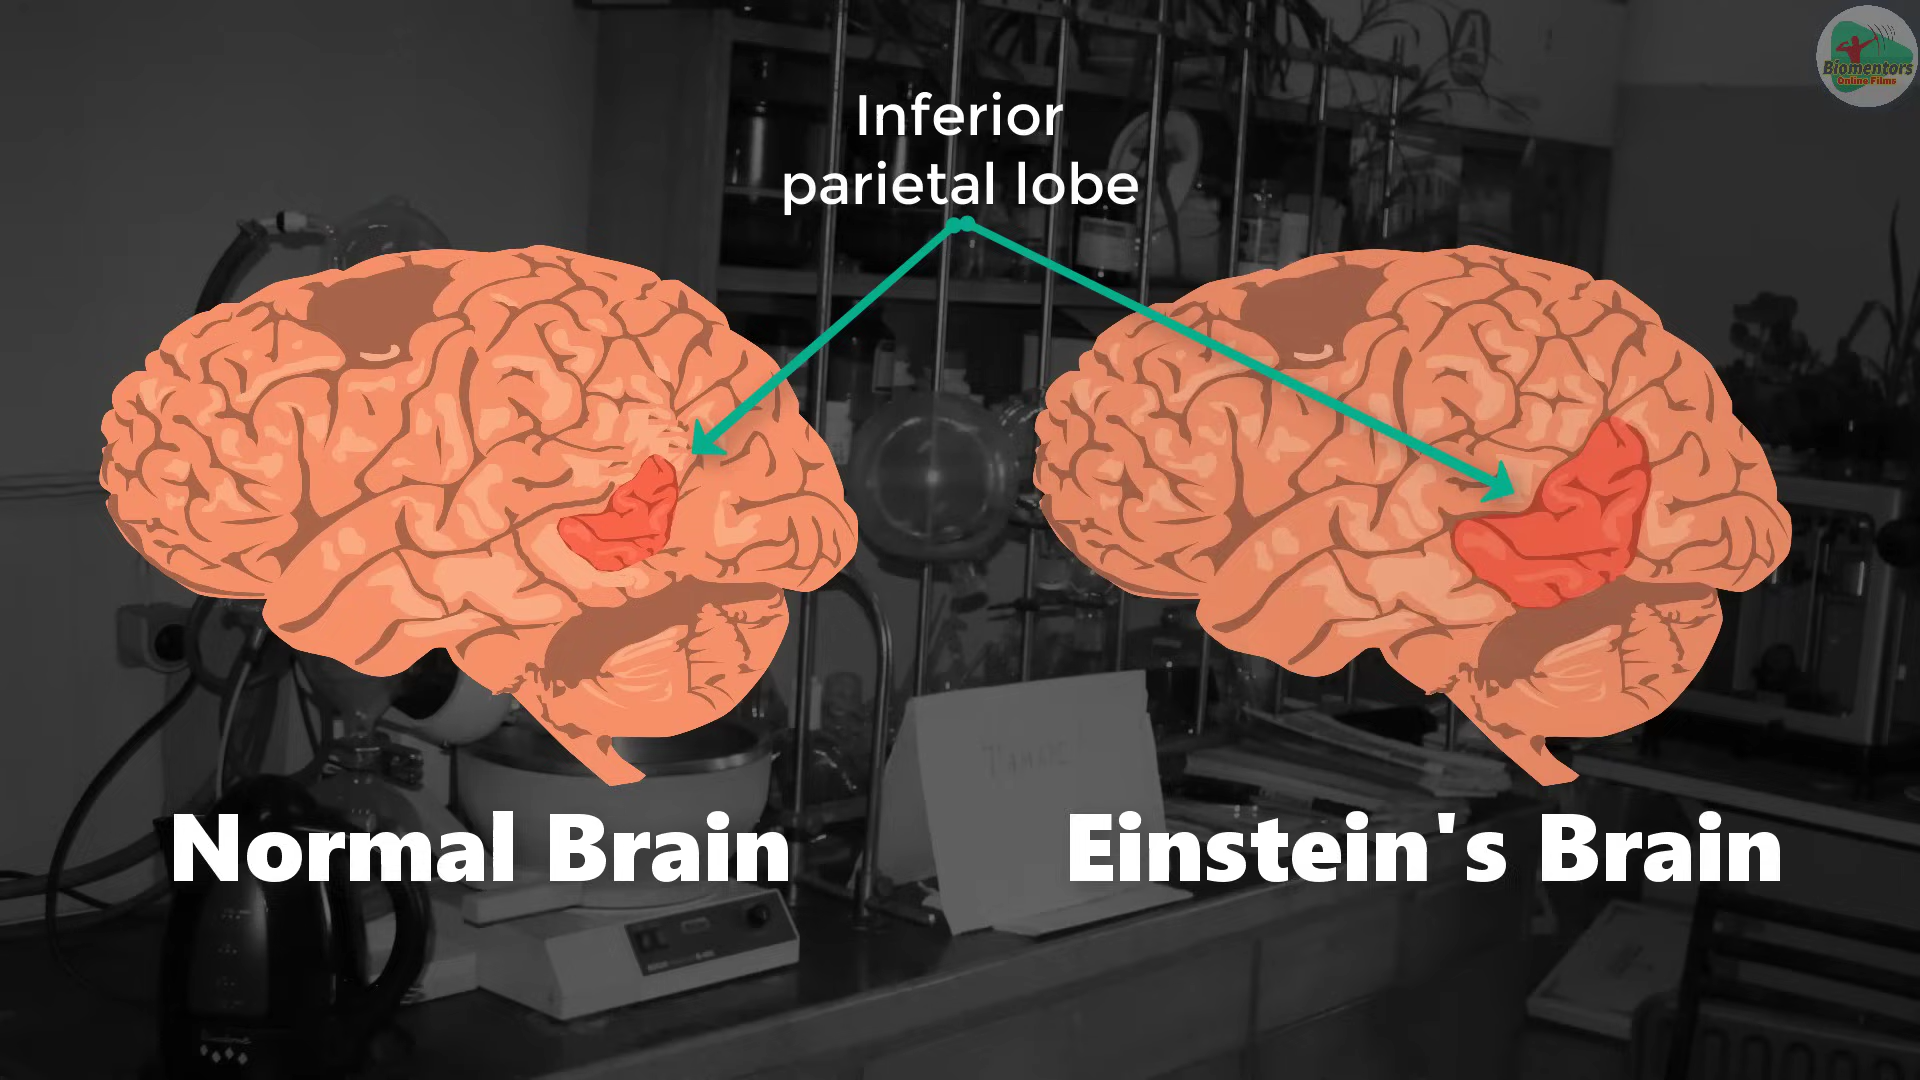 Biomentors
Online Films
Inferior
parietal lobe
Normal Brain
Einstein's Brain